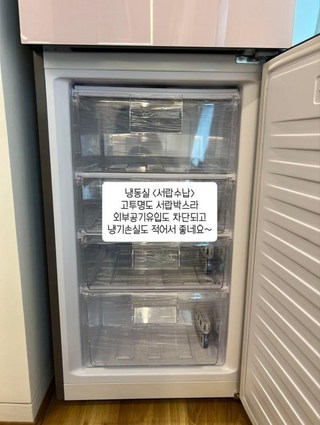 냉동실 <서랍수납>
고투명도 서랍박스라
외부공기유입도 차단되고
냉기손실도 적어서 좋네요~